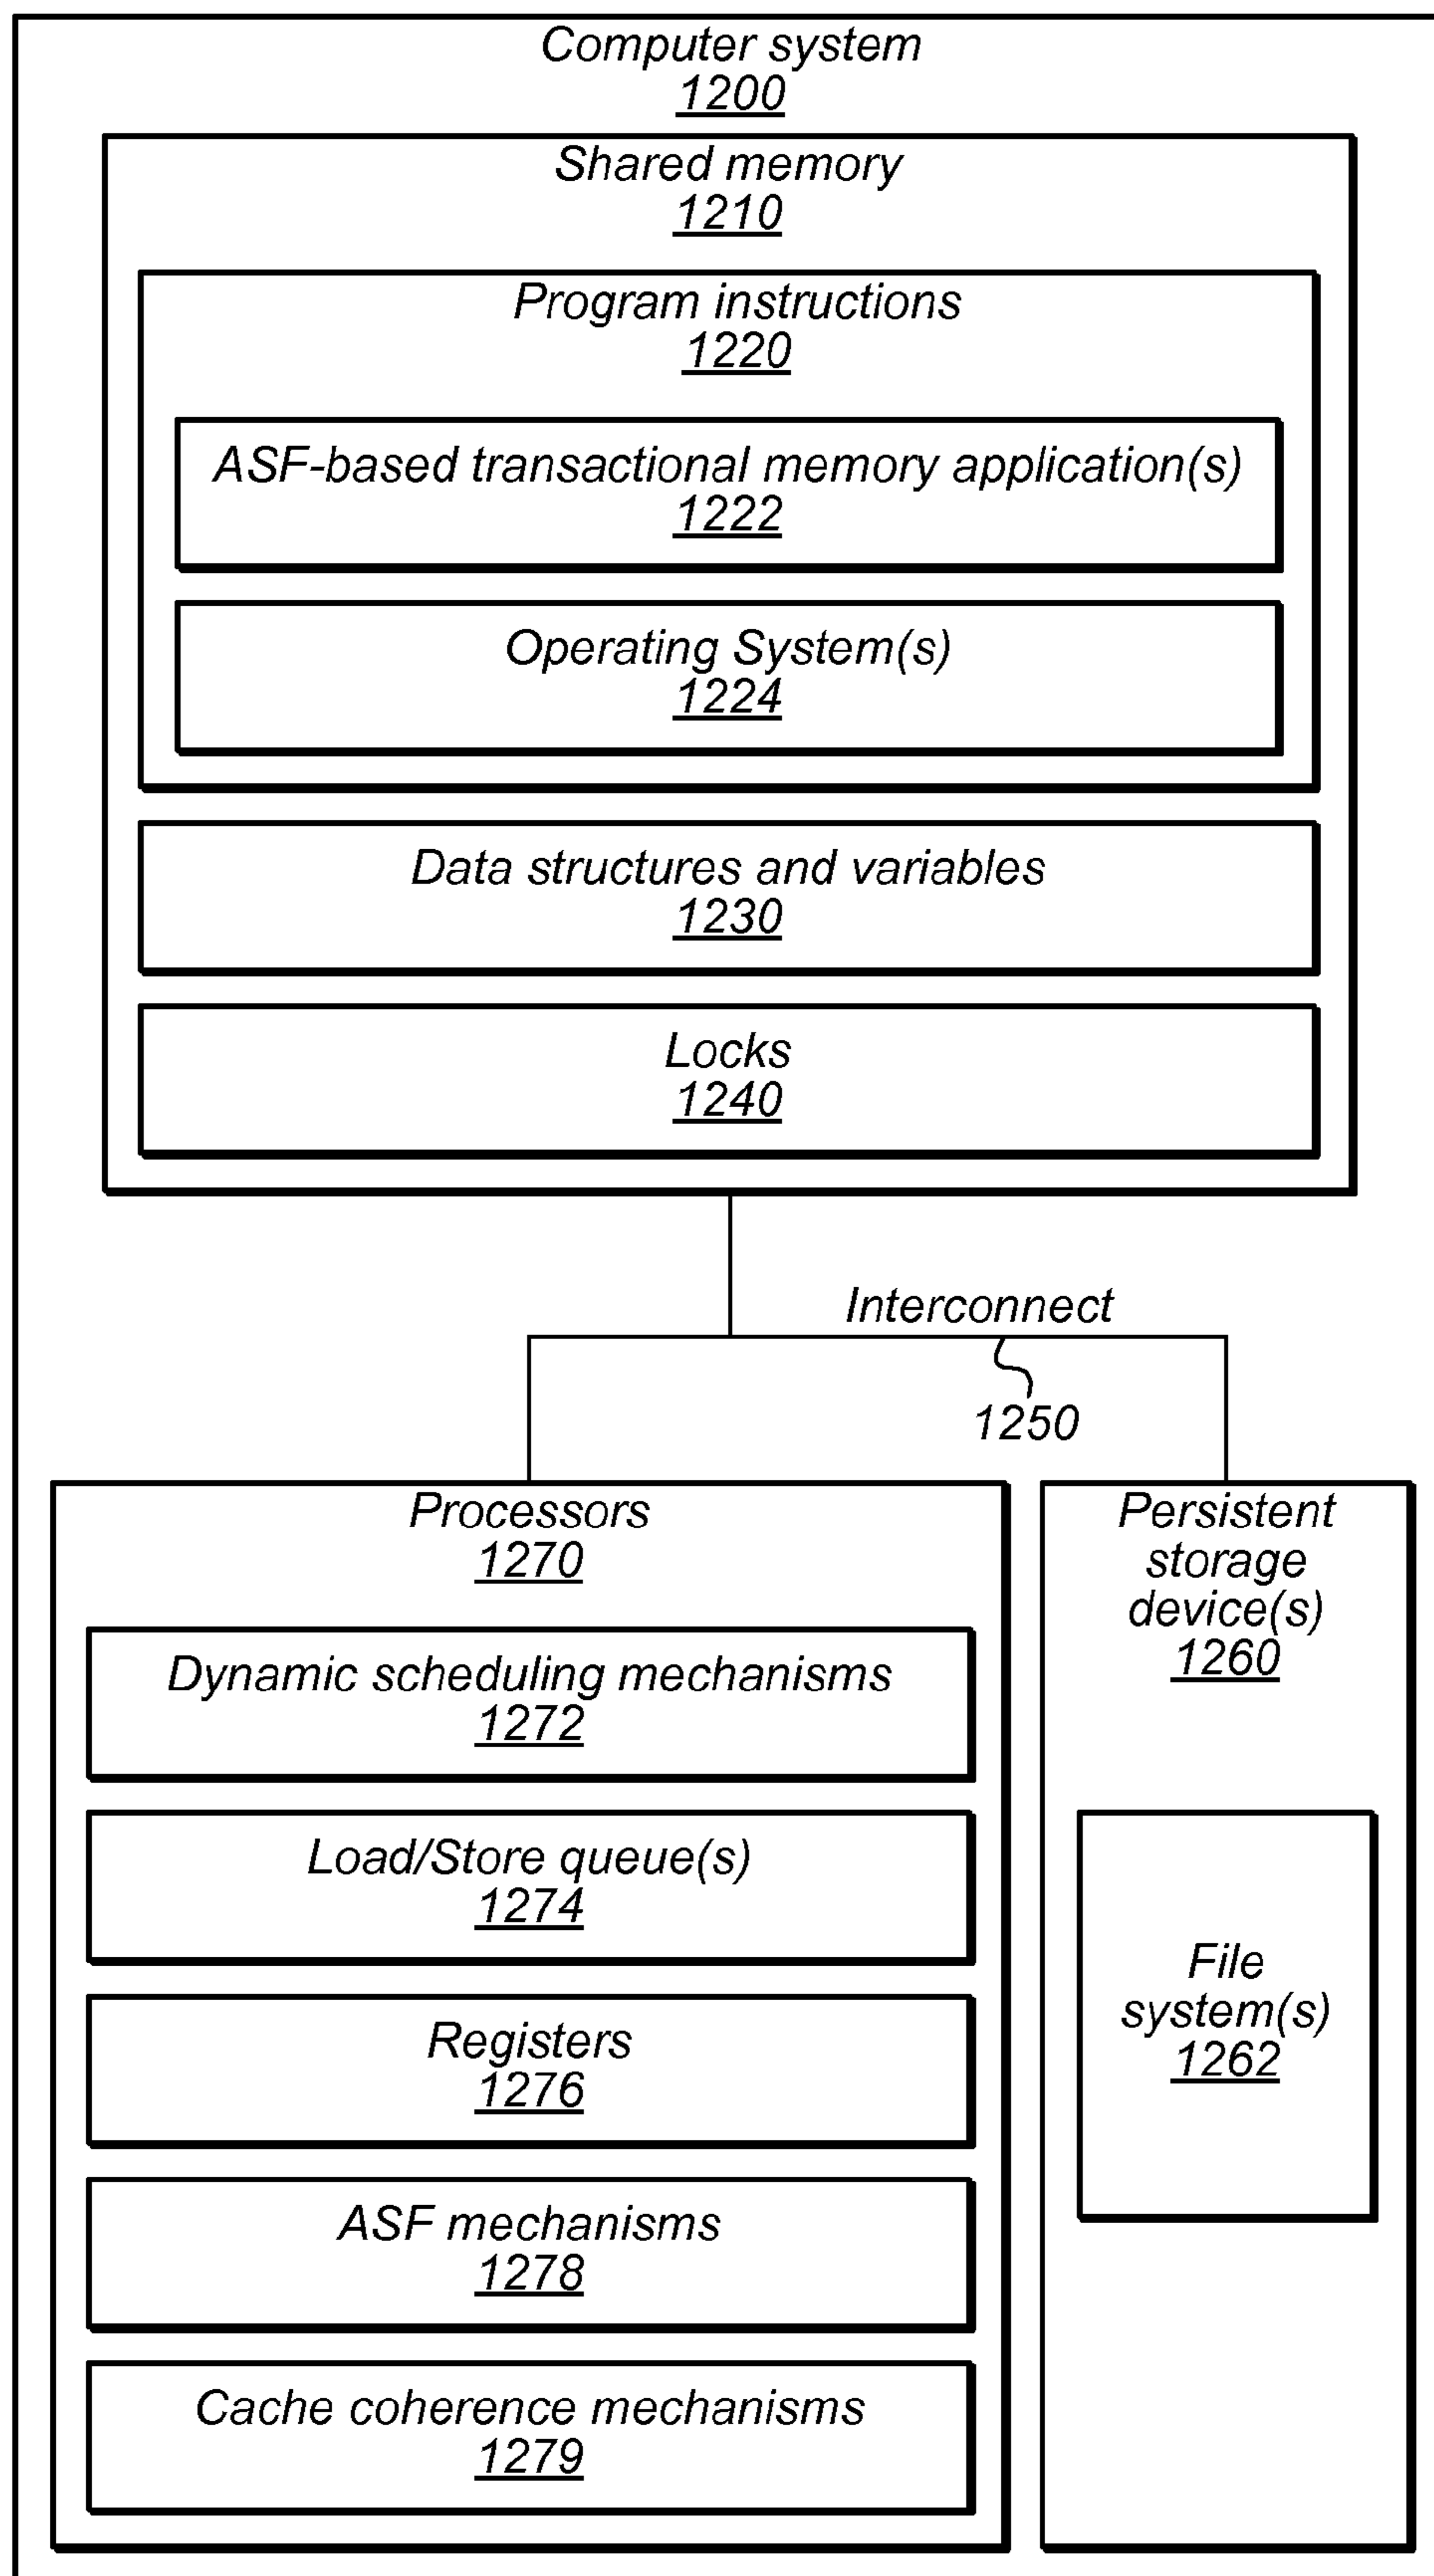 Computer system
1200
Shared memory
1210
Program instructions
1220
ASF-based transactional memory application(s)
1222
Operating System(s)
1224
Data structures and variables
1230
Locks
1240
Interconnect
1250
Processors
1270
Dynamic scheduling mechanisms
1272
Load/Store queue(s)
1274
Registers
1276
ASF mechanisms
1278
Cache coherence mechanisms
1279
Persistent
storage
device(s)
1260
File
system(s)
1262